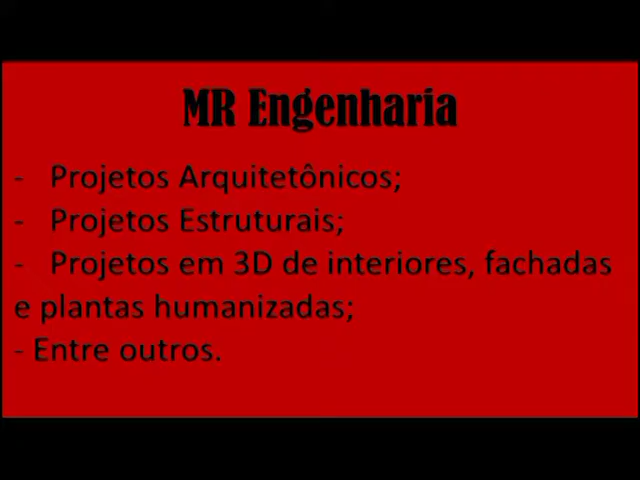 MR Engenharia
- Projetos Arquitetônicos;
- Projetos Estruturais;
- Projetos em 3D de interiores, fachadas
e plantas humanizadas;
- Entre outros.